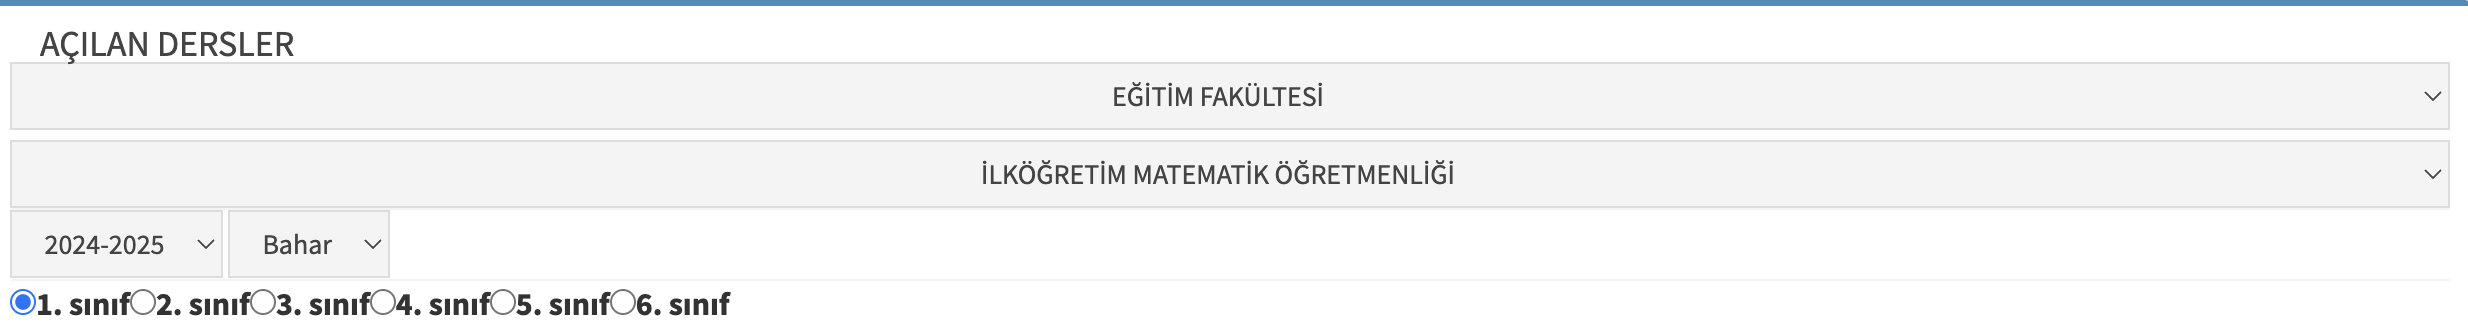 AÇILAN DERSLER
EĞİTİM FAKÜLTESİ
İLKÖĞRETİM MATEMATİK ÖĞRETMENLİĞİ
2024-2025 Bahar
1. sınıf 2. sınıf 3. sınıf 4. sınıf 5. sınıf 6. sınıf